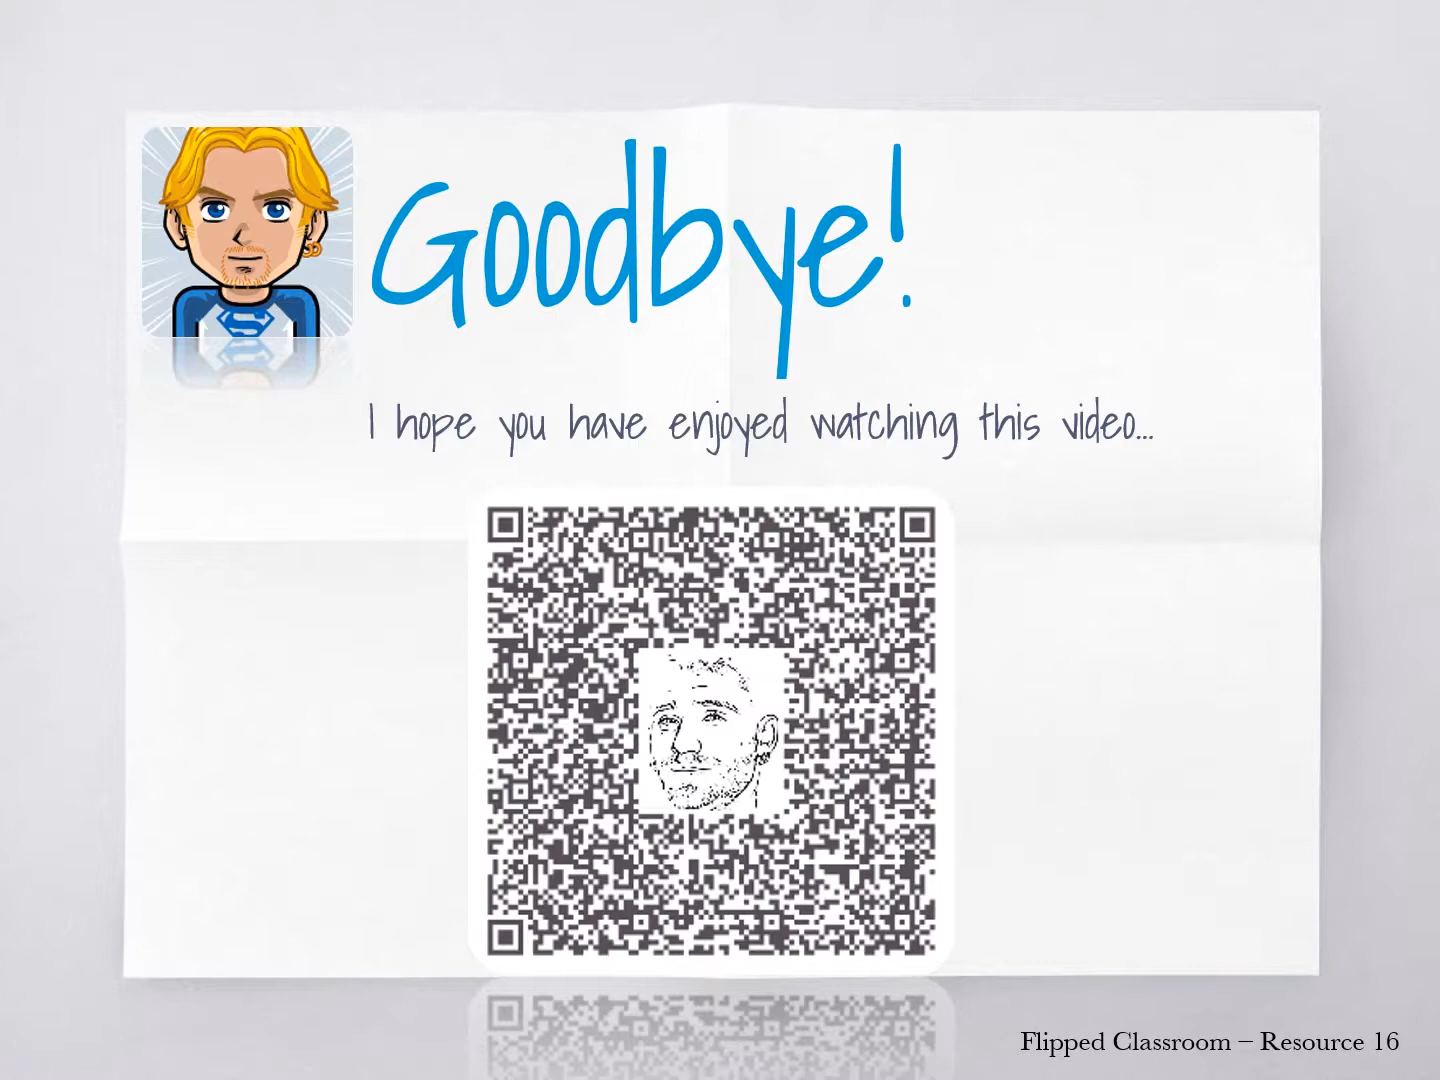 Goodbye!
I hope you have enjoyed watching this video...
Flipped Classroom – Resource 16